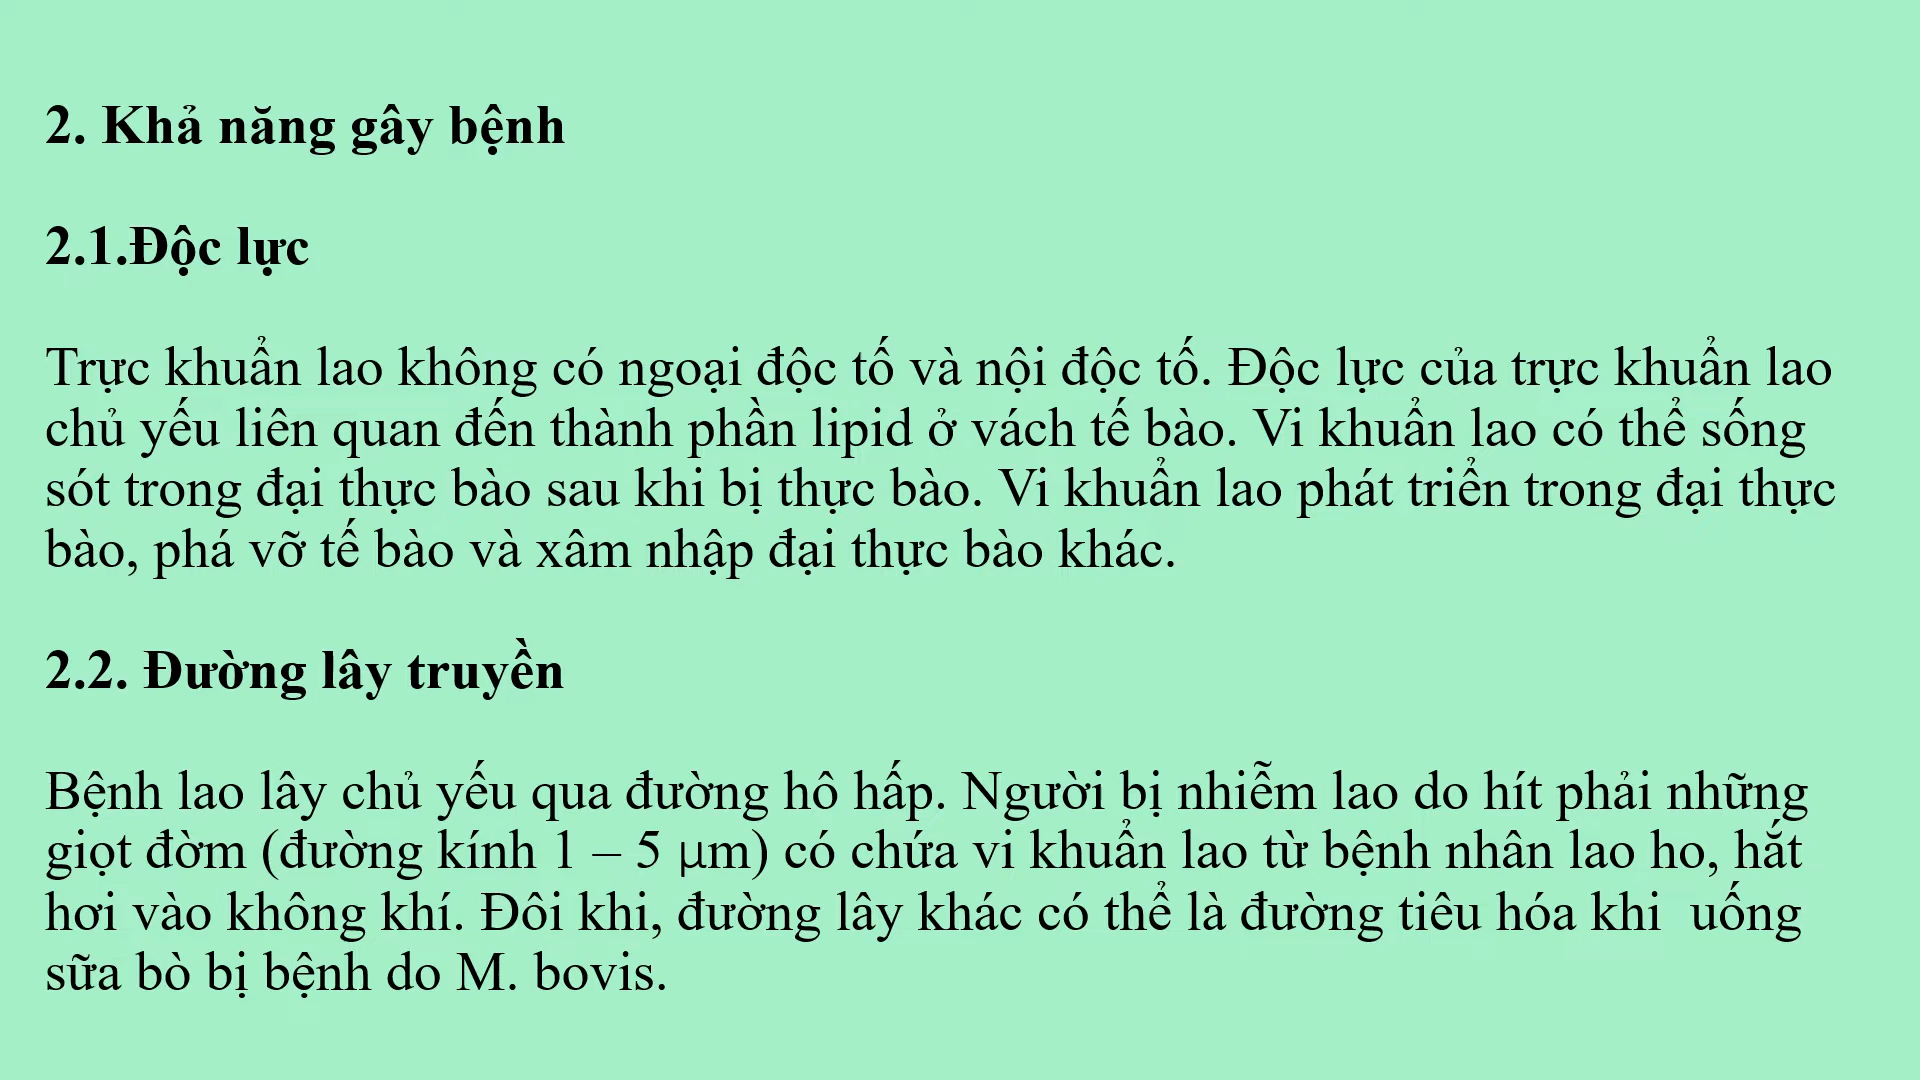 2. Khả năng gây bệnh
2.1.Độc lực
Trực khuẩn lao không có ngoại độc tố và nội độc tố. Độc lực của trực khuẩn lao
chủ yếu liên quan đến thành phần lipid ở vách tế bào. Vi khuẩn lao có thể sống
sót trong đại thực bào sau khi bị thực bào. Vi khuẩn lao phát triển trong đại thực
bào, phá vỡ tế bào và xâm nhập đại thực bào khác.
2.2. Đường lây truyền
Bệnh lao lây chủ yếu qua đường hô hấp. Người bị nhiễm lao do hít phải những
giọt đờm (đường kính 1 – 5 μm) có chứa vi khuẩn lao từ bệnh nhân lao ho, hắt
hơi vào không khí. Đôi khi, đường lây khác có thể là đường tiêu hóa khi  uống
sữa bò bị bệnh do M. bovis.